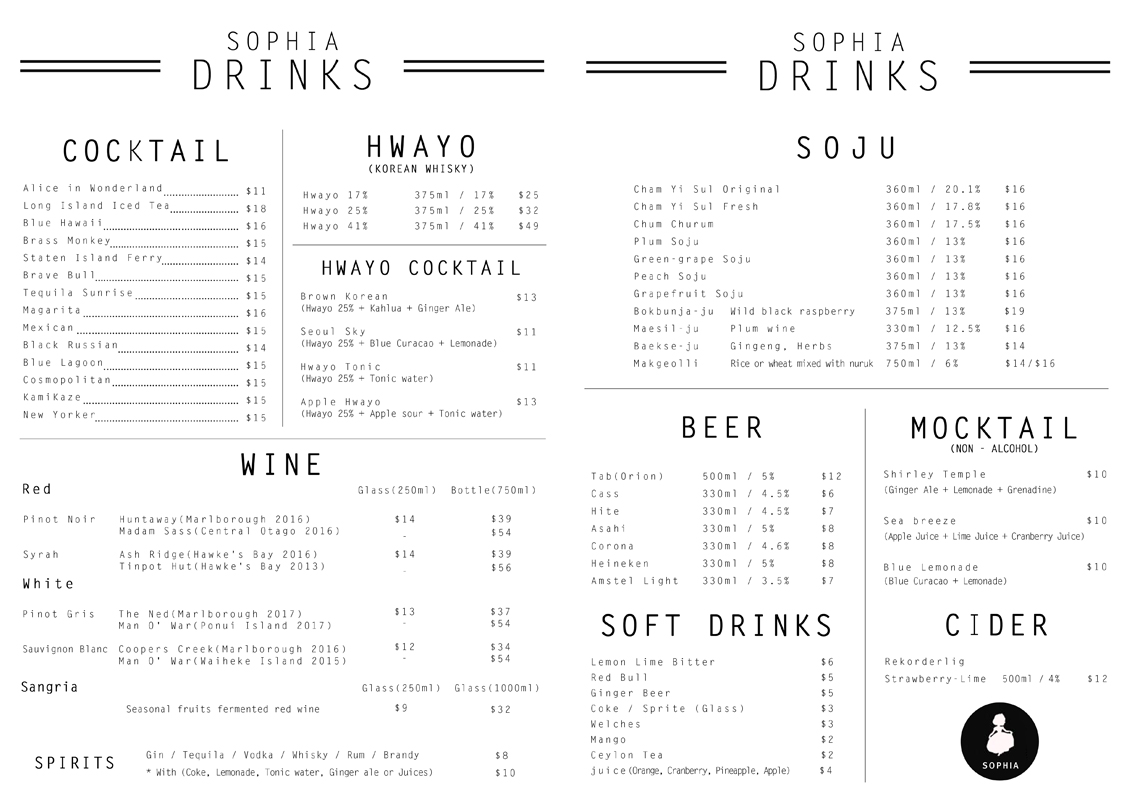 SOPHIA
DRINKS
COCKTAIL
Alice in Wonderland $11
Long Island Iced Tea $18
Blue Hawaii $16
Brass Monkey $15
Staten Island Ferry $14
Brave Bull $15
Tequila Sunrise $15
Magarita $16
Mexican $15
Black Russian $14
Blue Lagoon $15
Cosmopolitan $15
KamiKaze $15
New Yorker $15
HWAYO
(KOREAN WHISKY)
Hwayo 17% 375ml / 17% $25
Hwayo 25% 375ml / 25% $32
Hwayo 41% 375ml / 41% $49
HWAYO COCKTAIL
Brown Korean $13
(Hwayo 25% + Kahlua + Ginger Ale)
Seoul Sky $11
(Hwayo 25% + Blue Curacao + Lemonade)
Hwayo Tonic $11
(Hwayo 25% + Tonic water)
Apple Hwayo $13
(Hwayo 25% + Apple sour + Tonic water)
WINE
Red Glass(250ml) Bottle(750ml)
Pinot Noir Huntaway(Marlborough 2016) $14 $39
Madam Sass(Central Otago 2016) - $54
Syrah Ash Ridge(Hawke's Bay 2016) $14 $39
Tinpot Hut(Hawke's Bay 2013) - $56
White
Pinot Gris The Ned(Marlborough 2017) $13 $37
Man O' War(Ponui Island 2017) - $54
Sauvignon Blanc Coopers Creek(Marlborough 2016) $12 $34
Man O' War(Waiheke Island 2015) - $54
Sangria Glass(250ml) Glass(1000ml)
Seasonal fruits fermented red wine $9 $32
SPIRITS
Gin / Tequila / Vodka / Whisky / Rum / Brandy $8
* With (Coke, Lemonade, Tonic water, Ginger ale or Juices) $10
SOPHIA
DRINKS
SOJU
Cham Yi Sul Original 360ml / 20.1% $16
Cham Yi Sul Fresh 360ml / 17.8% $16
Chum Churum 360ml / 17.5% $16
Plum Soju 360ml / 13% $16
Green-grape Soju 360ml / 13% $16
Peach Soju 360ml / 13% $16
Grapefruit Soju 360ml / 13% $16
Bokbunja-ju Wild black raspberry 375ml / 13% $19
Maesil-ju Plum wine 330ml / 12.5% $16
Baekse-ju Gingeng, Herbs 375ml / 13% $14
Makgeolli Rice or wheat mixed with nuruk 750ml / 6% $14/$16
BEER
Tab(Orion) 500ml / 5% $12
Cass 330ml / 4.5% $6
Hite 330ml / 4.5% $7
Asahi 330ml / 5% $8
Corona 330ml / 4.6% $8
Heineken 330ml / 5% $8
Amstel Light 330ml / 3.5% $7
SOFT DRINKS
Lemon Lime Bitter $6
Red Bull $5
Ginger Beer $5
Coke / Sprite (Glass) $3
Welches $3
Mango $2
Ceylon Tea $2
juice(Orange, Cranberry, Pineapple, Apple) $4
MOCKTAIL
(NON - ALCOHOL)
Shirley Temple $10
(Ginger Ale + Lemonade + Grenadine)
Sea breeze $10
(Apple Juice + Lime Juice + Cranberry Juice)
Blue Lemonade $10
(Blue Curacao + Lemonade)
CIDER
Rekorderlig
Strawberry-Lime 500ml / 4% $12
SOPHIA